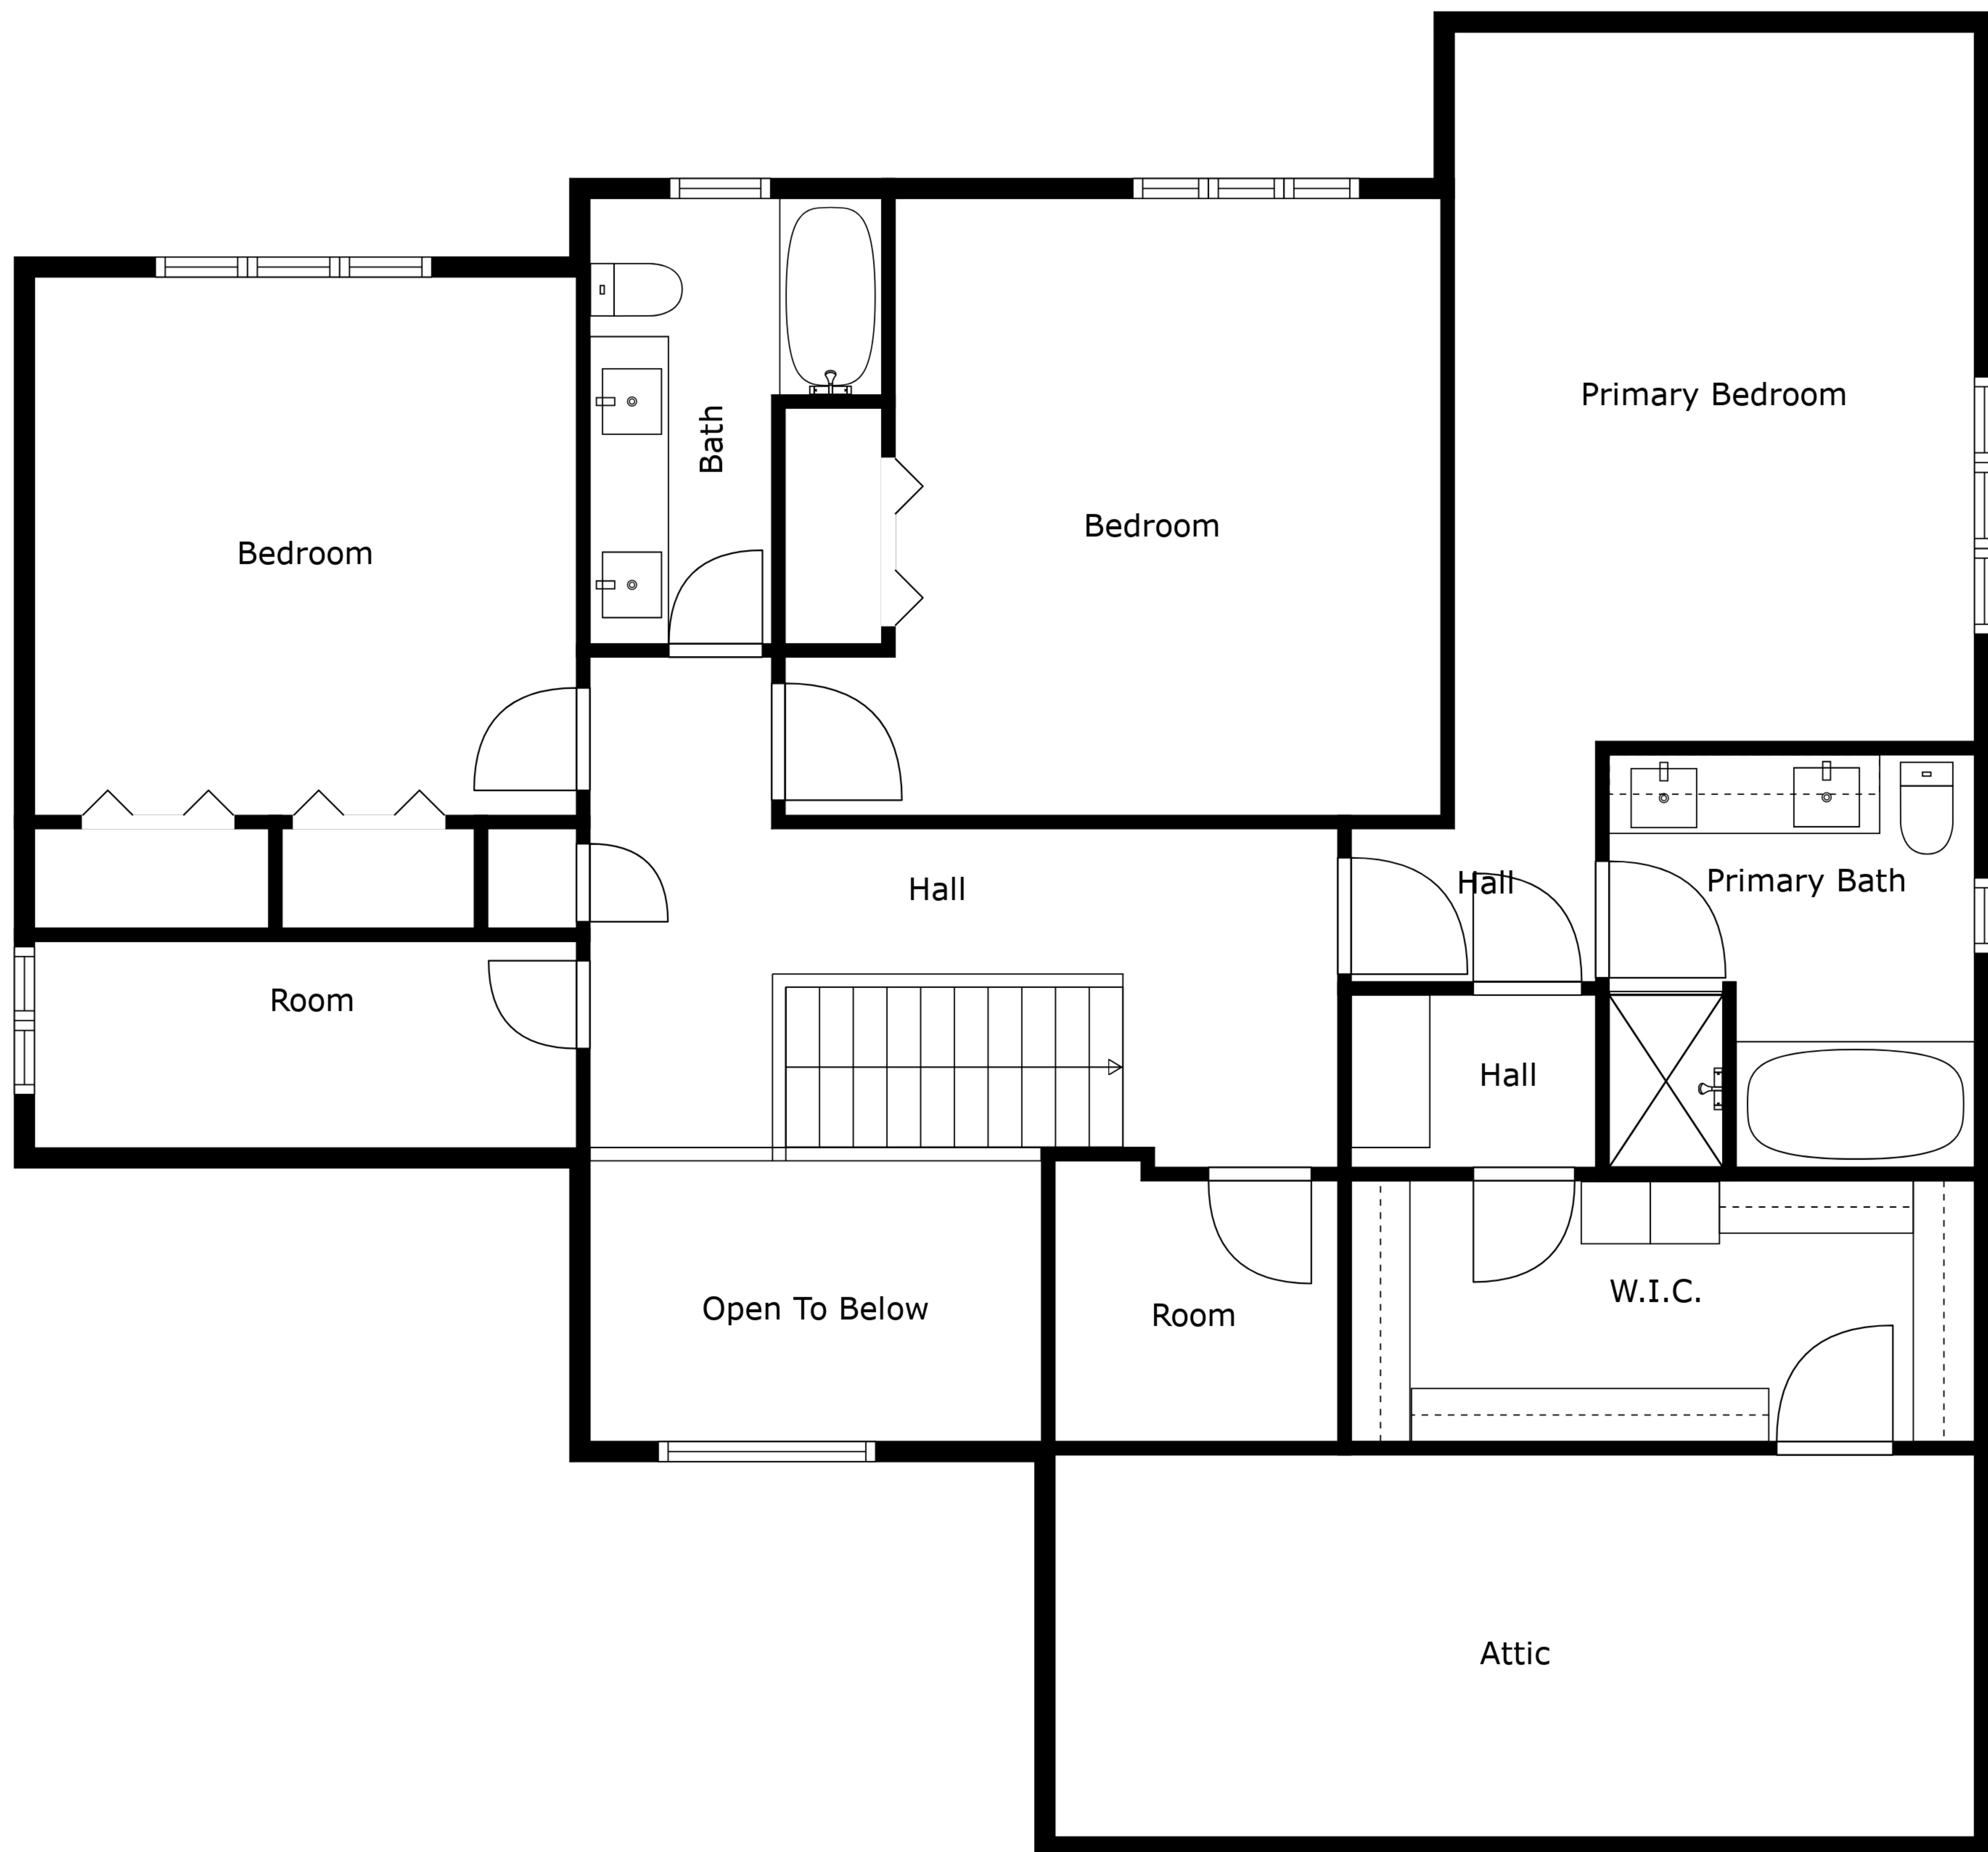 Primary Bedroom
Bath
Bedroom
Bedroom
Primary Bath
Hall
Hall
Room
Hall
W.I.C.
Open To Below
Room
Attic